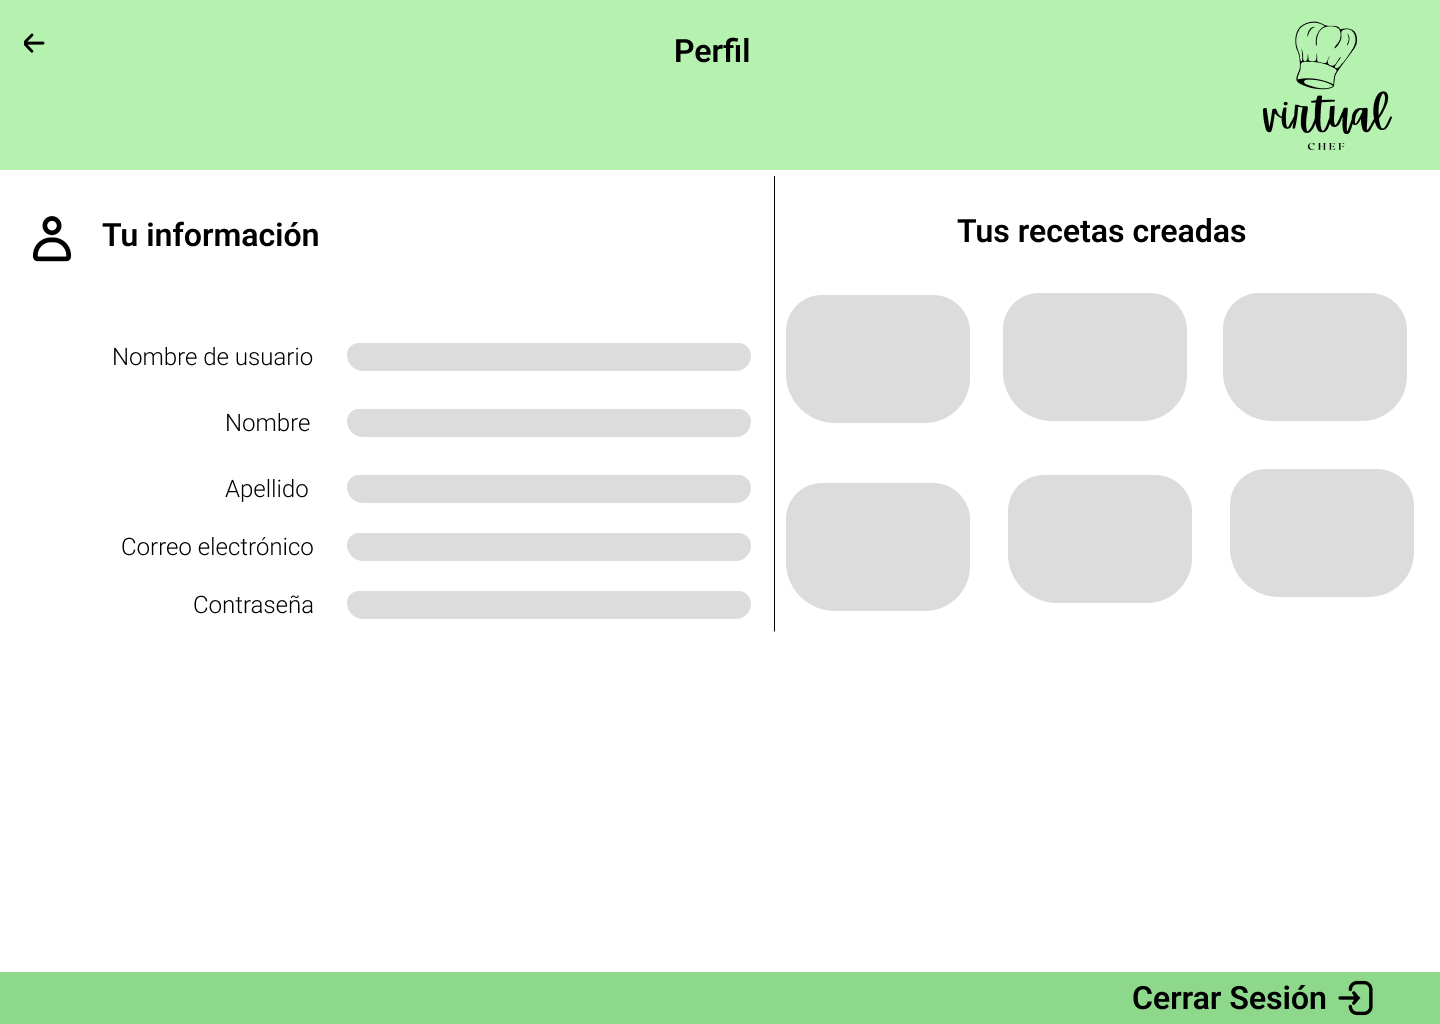 Perfil
virtual
CHEF
Tu información
Nombre de usuario
Nombre
Apellido
Correo electrónico
Contraseña
Tus recetas creadas
Cerrar Sesión